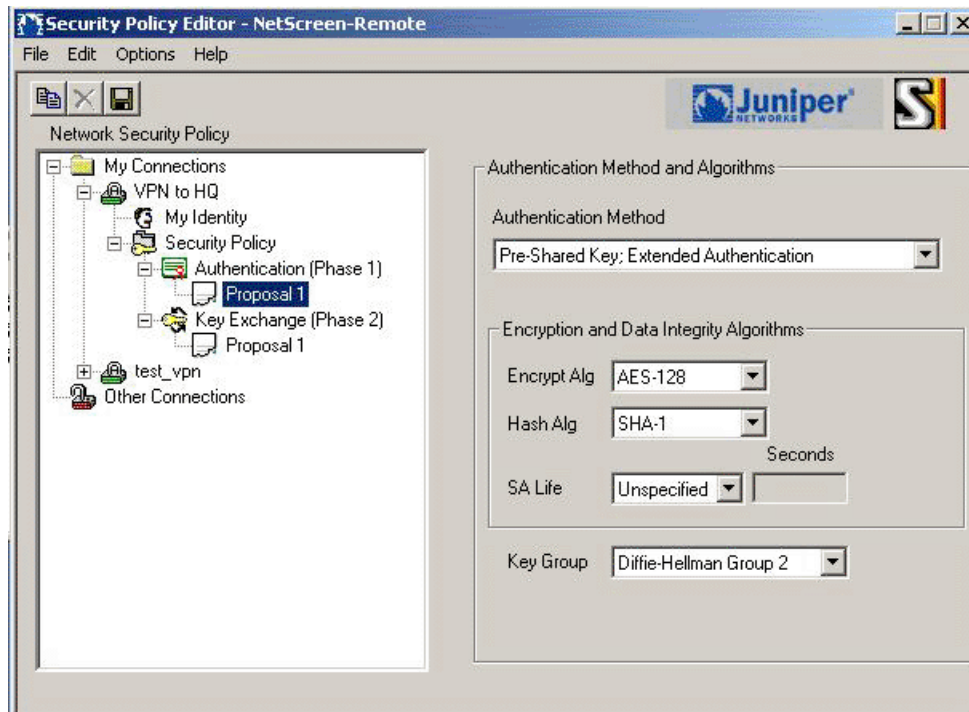 Security Policy Editor - NetScreen-Remote
File Edit Options Help
Juniper
NETWORKS
S
Network Security Policy
My Connections
VPN to HQ
My Identity
Security Policy
Authentication (Phase 1)
Proposal 1
Key Exchange (Phase 2)
Proposal 1
test_vpn
Other Connections
Authentication Method and Algorithms
Authentication Method
Pre-Shared Key; Extended Authentication
Encryption and Data Integrity Algorithms
Encrypt Alg AES-128
Hash Alg SHA-1
Seconds
SA Life Unspecified
Key Group Diffie-Hellman Group 2